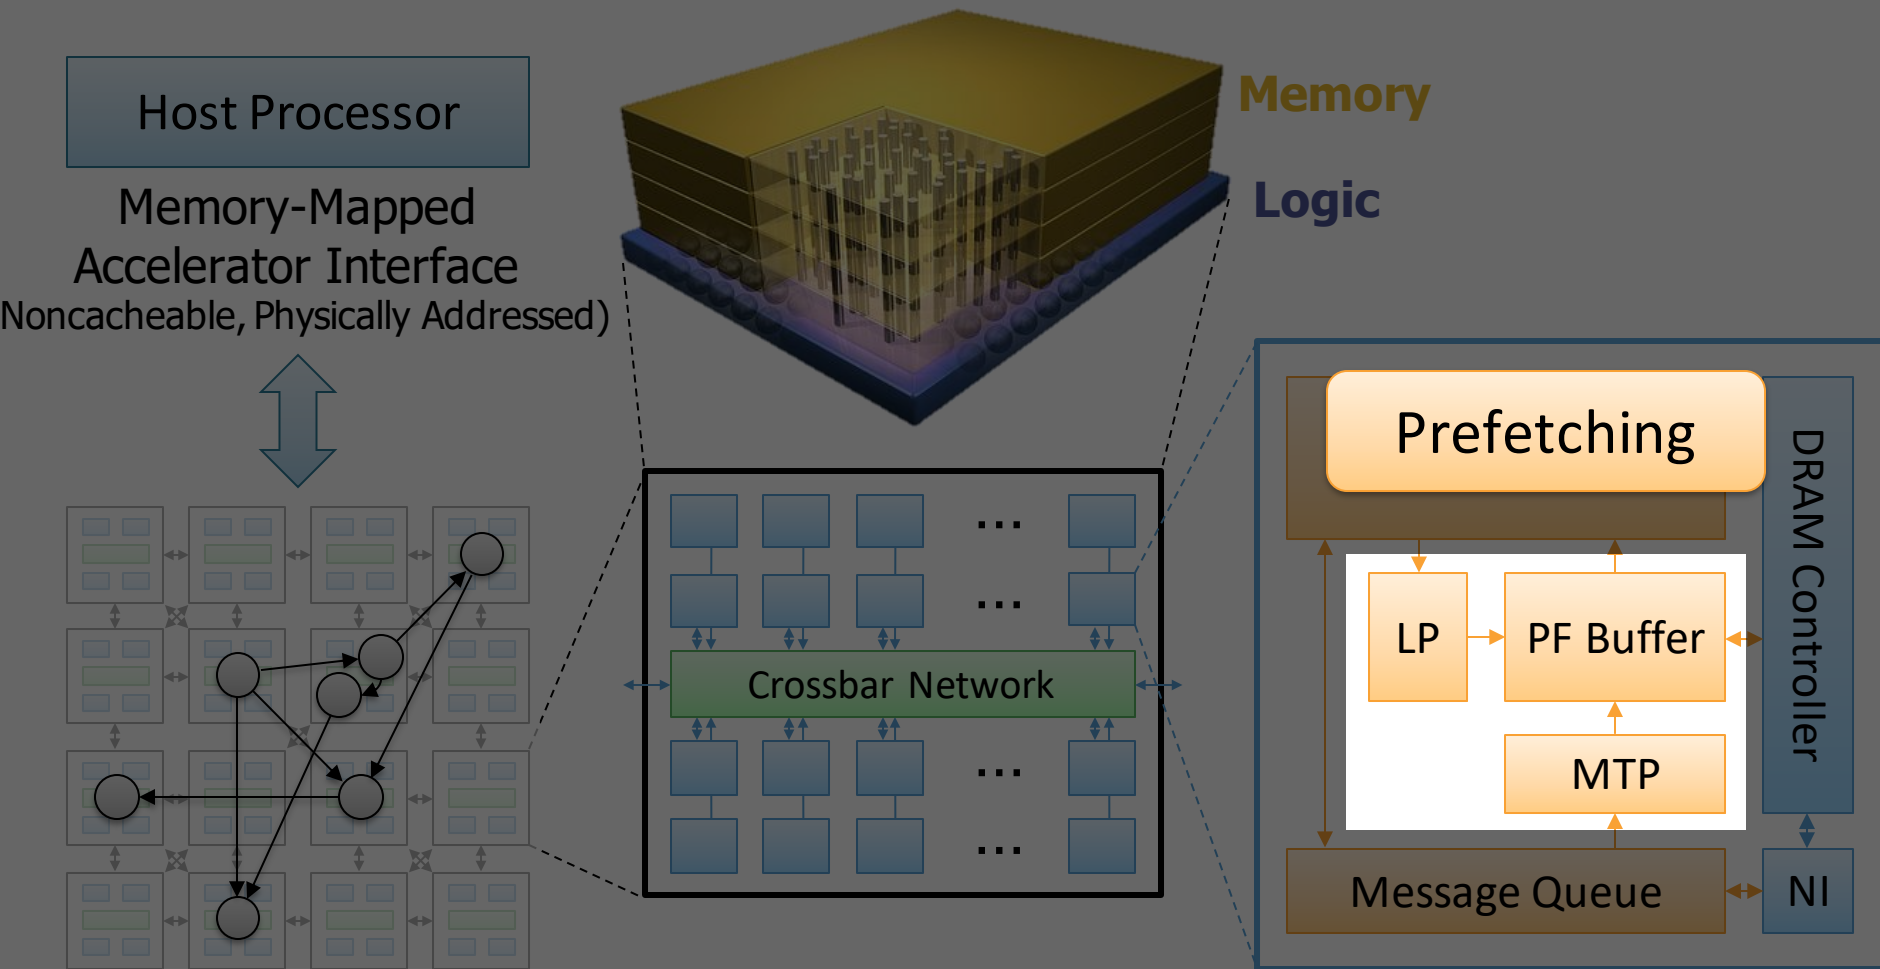 Host Processor
Memory-Mapped
Accelerator Interface
Noncacheable, Physically Addressed)
Memory
Logic
...
...
Crossbar Network
...
...
Prefetching
DRAM Controller
LP
PF Buffer
MTP
Message Queue
NI